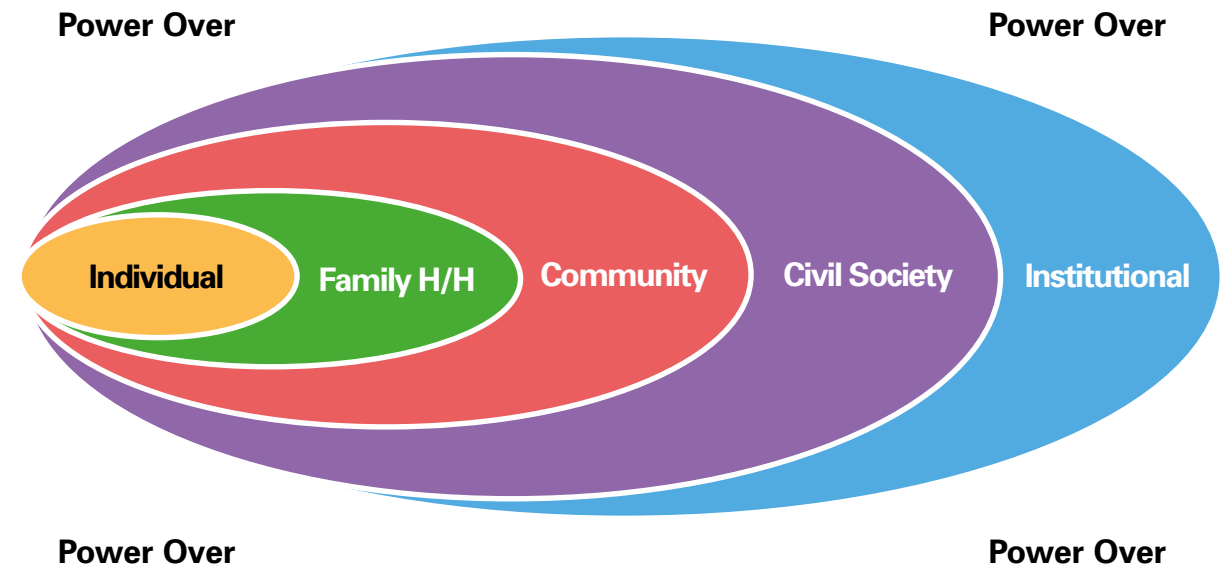 Power Over
Power Over
Individual
Family H/H
Community
Civil Society
Institutional
Power Over
Power Over